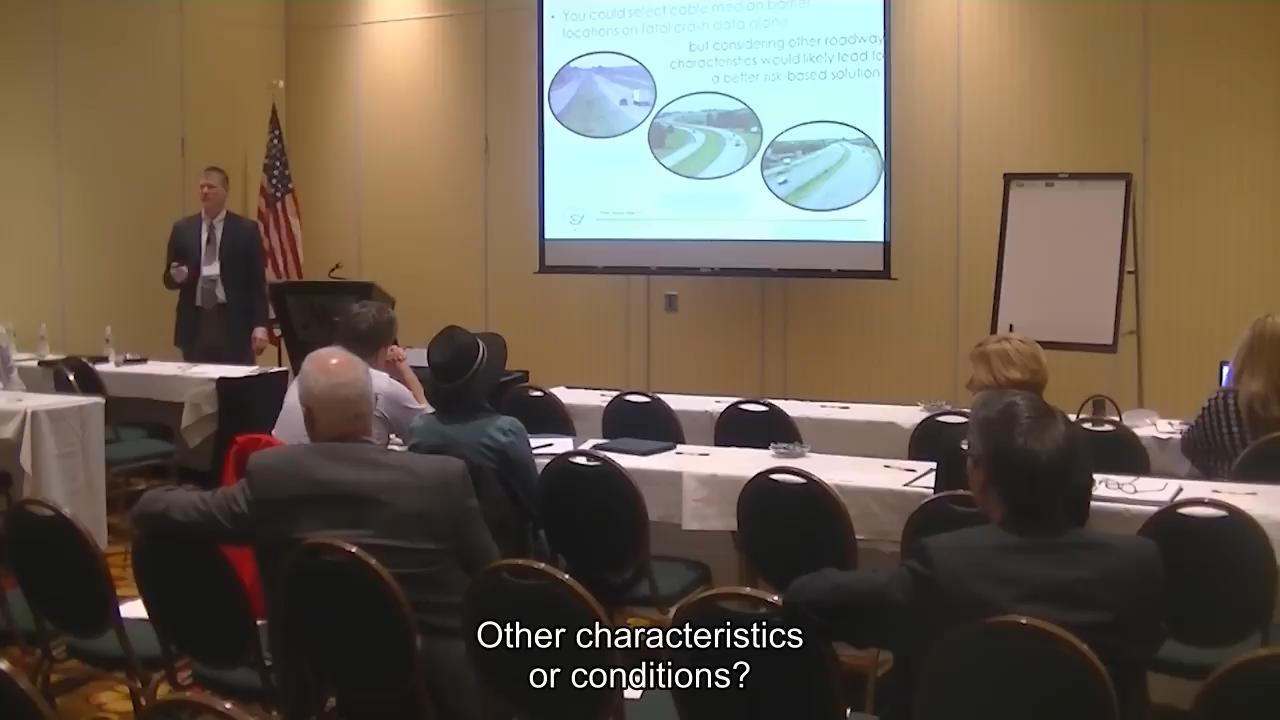 • You could select cable median barrier
locations on fatal crash data alone
but considering other roadway
characteristics would likely lead to
a better risk-based solution
Other characteristics
or conditions?